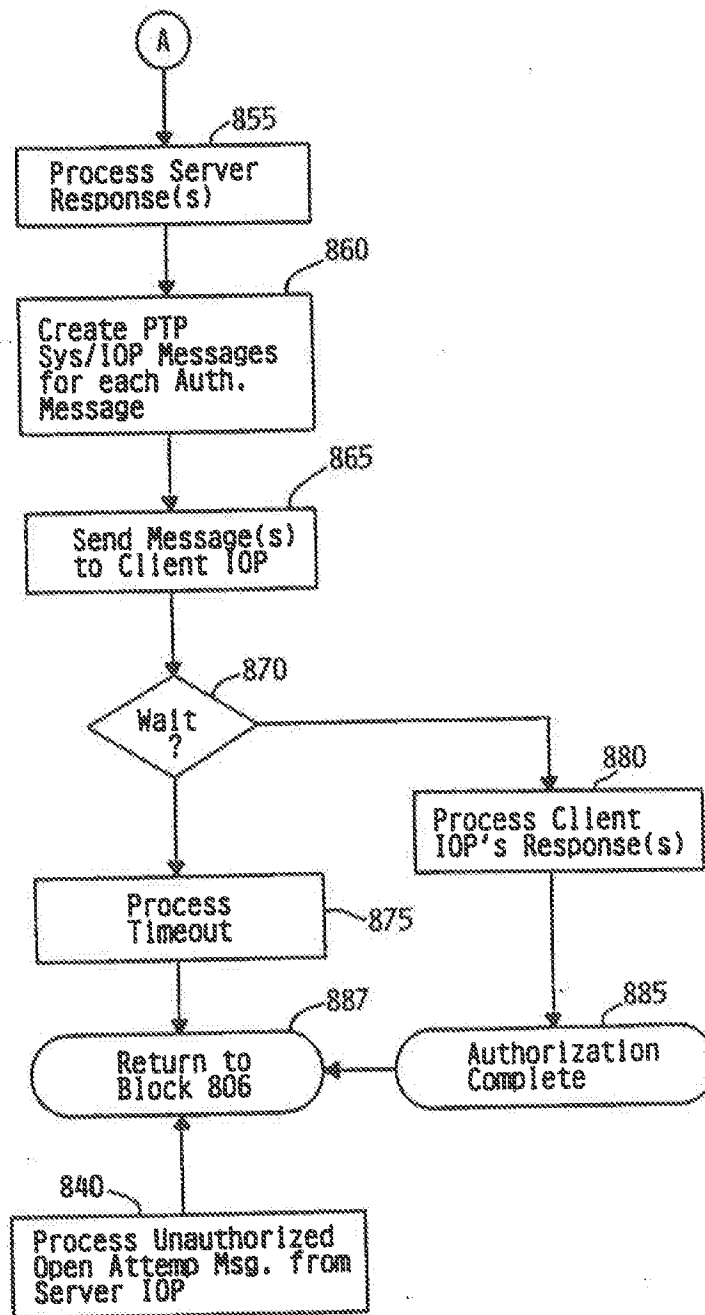 A
855
Process Server
Response(s)
860
Create PTP
Sys/IOP Messages
for each Auth.
Message
865
Send Message(s)
to Client IOP
870
Wait
?
880
Process Client
IOP's Response(s)
Process
Timeout
875
887
885
Return to
Block 806
Authorization
Complete
840
Process Unauthorized
Open Attemp Msg. from
Server IOP